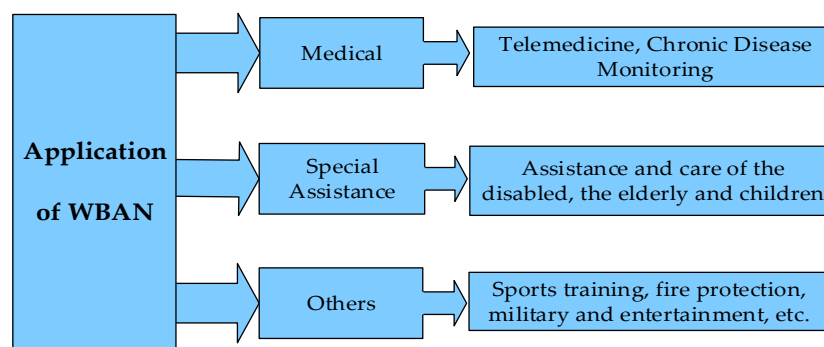 Application
of WBAN
Medical
Telemedicine, Chronic Disease
Monitoring
Special
Assistance
Assistance and care of the
disabled, the elderly and children
Others
Sports training, fire protection,
military and entertainment, etc.